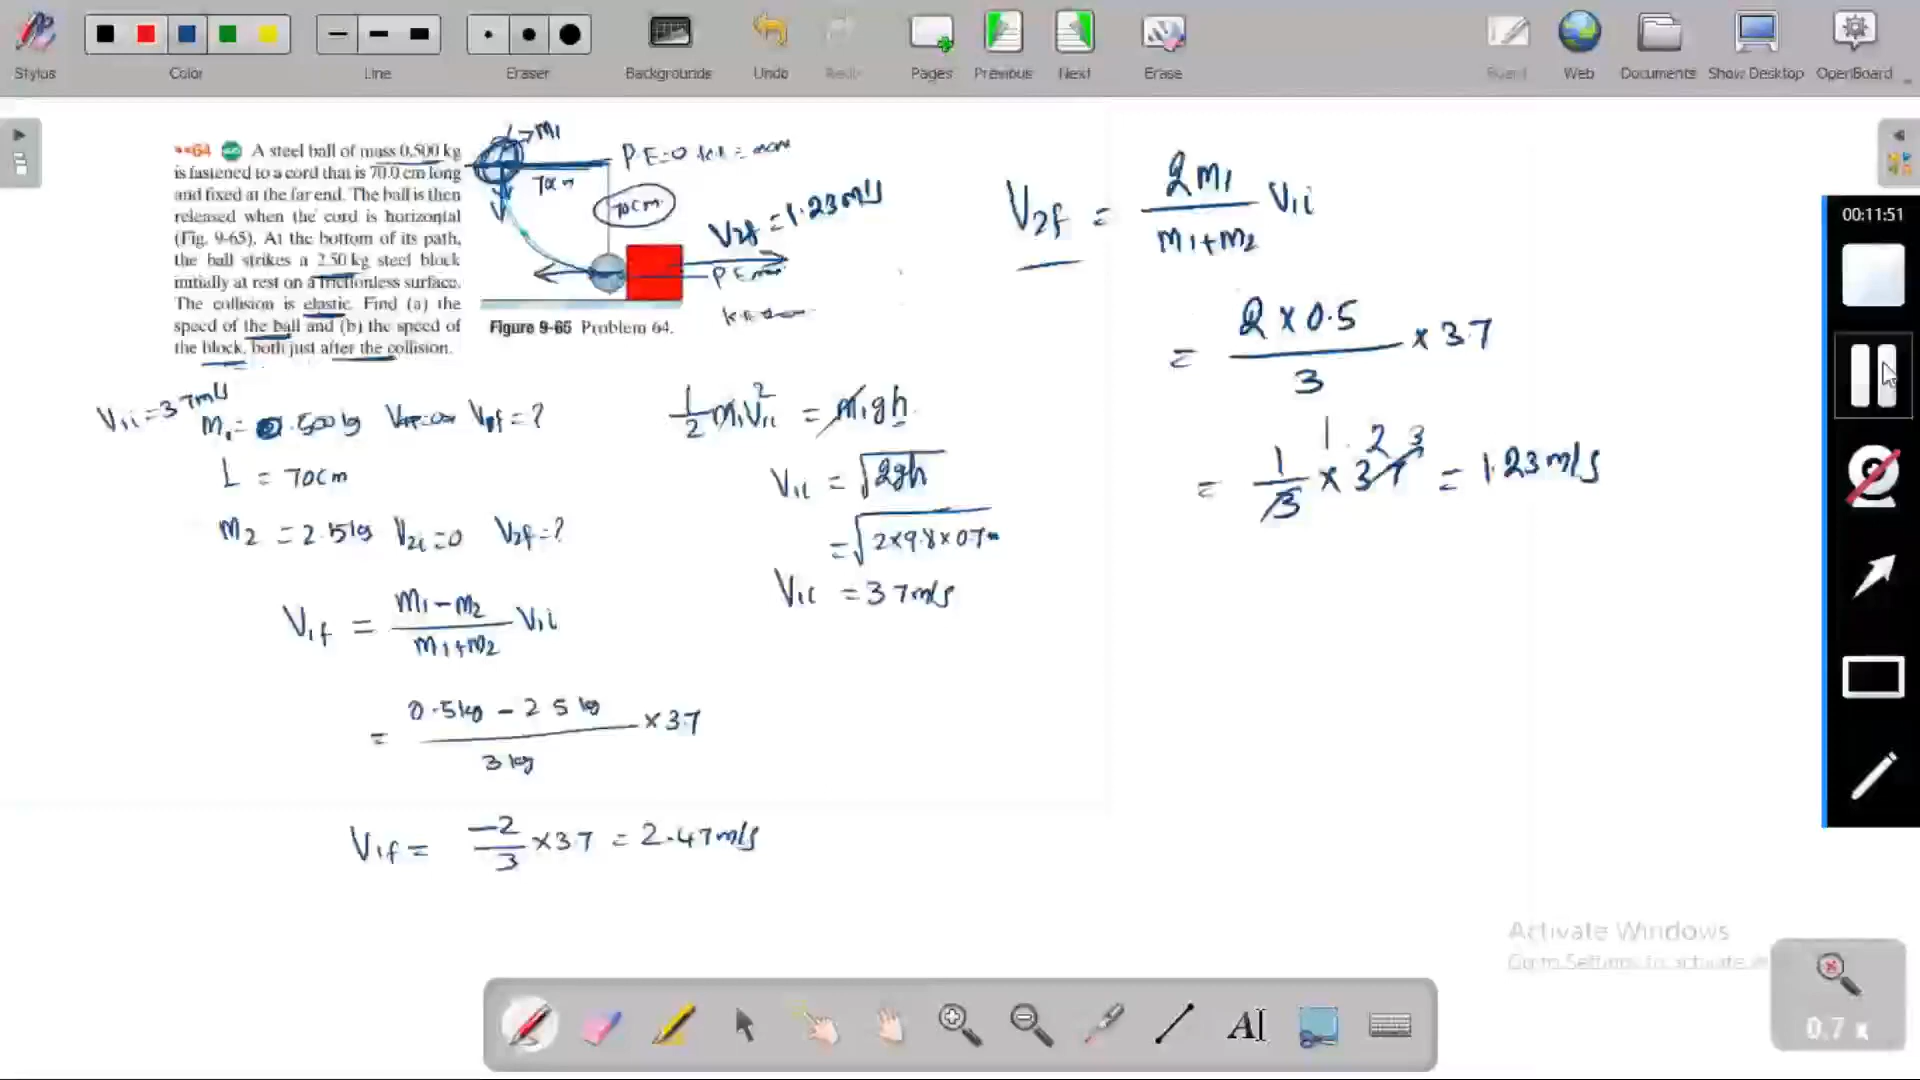 Stylus
Color
Line
Eraser
Backgrounds
Undo
Redo
Pages
Previous
Next
Erase
Board
Web
Documents
Show Desktop
OpenBoard
00:11:51
••64 A steel ball of mass 0.500 kg
is fastened to a cord that is 70.0 cm long
and fixed at the far end. The ball is then
released when the cord is horizontal
(Fig. 9-65). At the bottom of its path,
the ball strikes a 2.50 kg steel block
initially at rest on a frictionless surface.
The collision is elastic. Find (a) the
speed of the ball and (b) the speed of
the block, both just after the collision.
m1
P.E=0
70cm
V2f = 1.23m/s
P.E
Figure 9-65 Problem 64.
V1i = 3.7m/s
m1 = 0.500kg V1f = ?
L = 70cm
m2 = 2.5kg V2i = 0 V2f = ?
V1f = m1-m2 / m1+m2 V1i
= 0.5kg - 2.5kg / 3kg × 3.7
V1f = -2/3 × 3.7 = 2.47m/s
1/2 m1V1i² = m1gh
V1i = √2gh
= √2×9.8×0.7
V1i = 3.7m/s
V2f = 2m1 / m1+m2 V1i
= 2×0.5 / 3 × 3.7
1.23
= 1/3 × 3.7 = 1.23m/s
Activate Windows
Go to Settings to activate
0.7 x